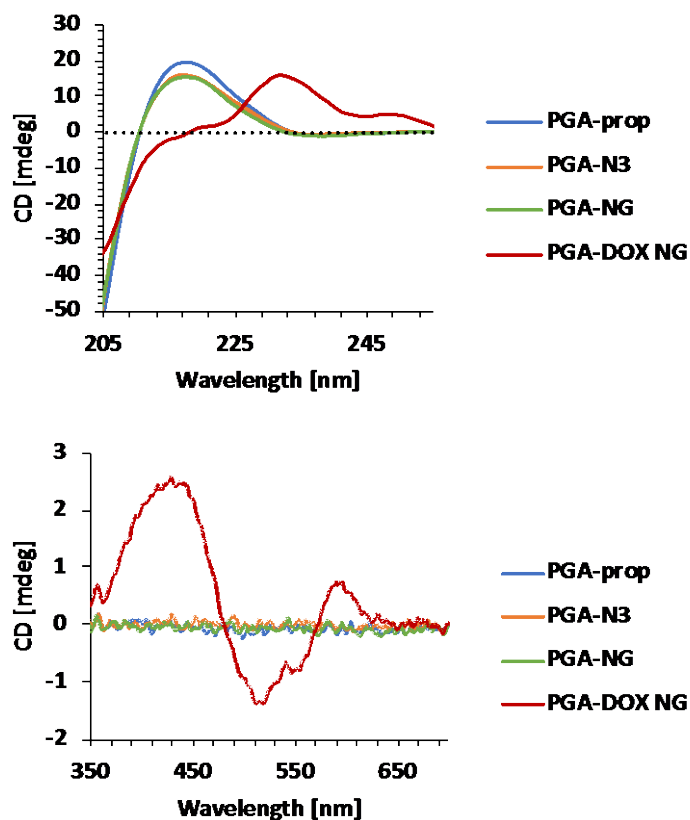 30
20
10
0
-10
-20
-30
-40
-50
CD [mdeg]
205 225 245
Wavelength [nm]
PGA-prop
PGA-N3
PGA-NG
PGA-DOX NG
3
2
1
0
-1
-2
CD [mdeg]
350 450 550 650
Wavelength [nm]
PGA-prop
PGA-N3
PGA-NG
PGA-DOX NG